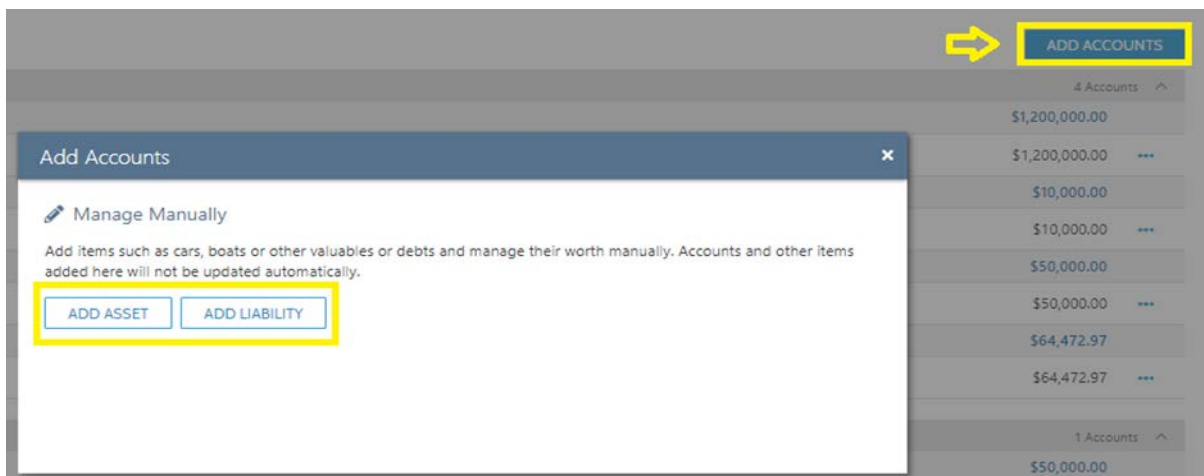 ADD ACCOUNTS
4 Accounts
$1,200,000.00
Add Accounts
$1,200,000.00
$10,000.00
Manage Manually
$10,000.00
Add items such as cars, boats or other valuables or debts and manage their worth manually. Accounts and other items
added here will not be updated automatically.
$50,000.00
ADD ASSET ADD LIABILITY
$50,000.00
$64,472.97
$64,472.97
1 Accounts
$50,000.00